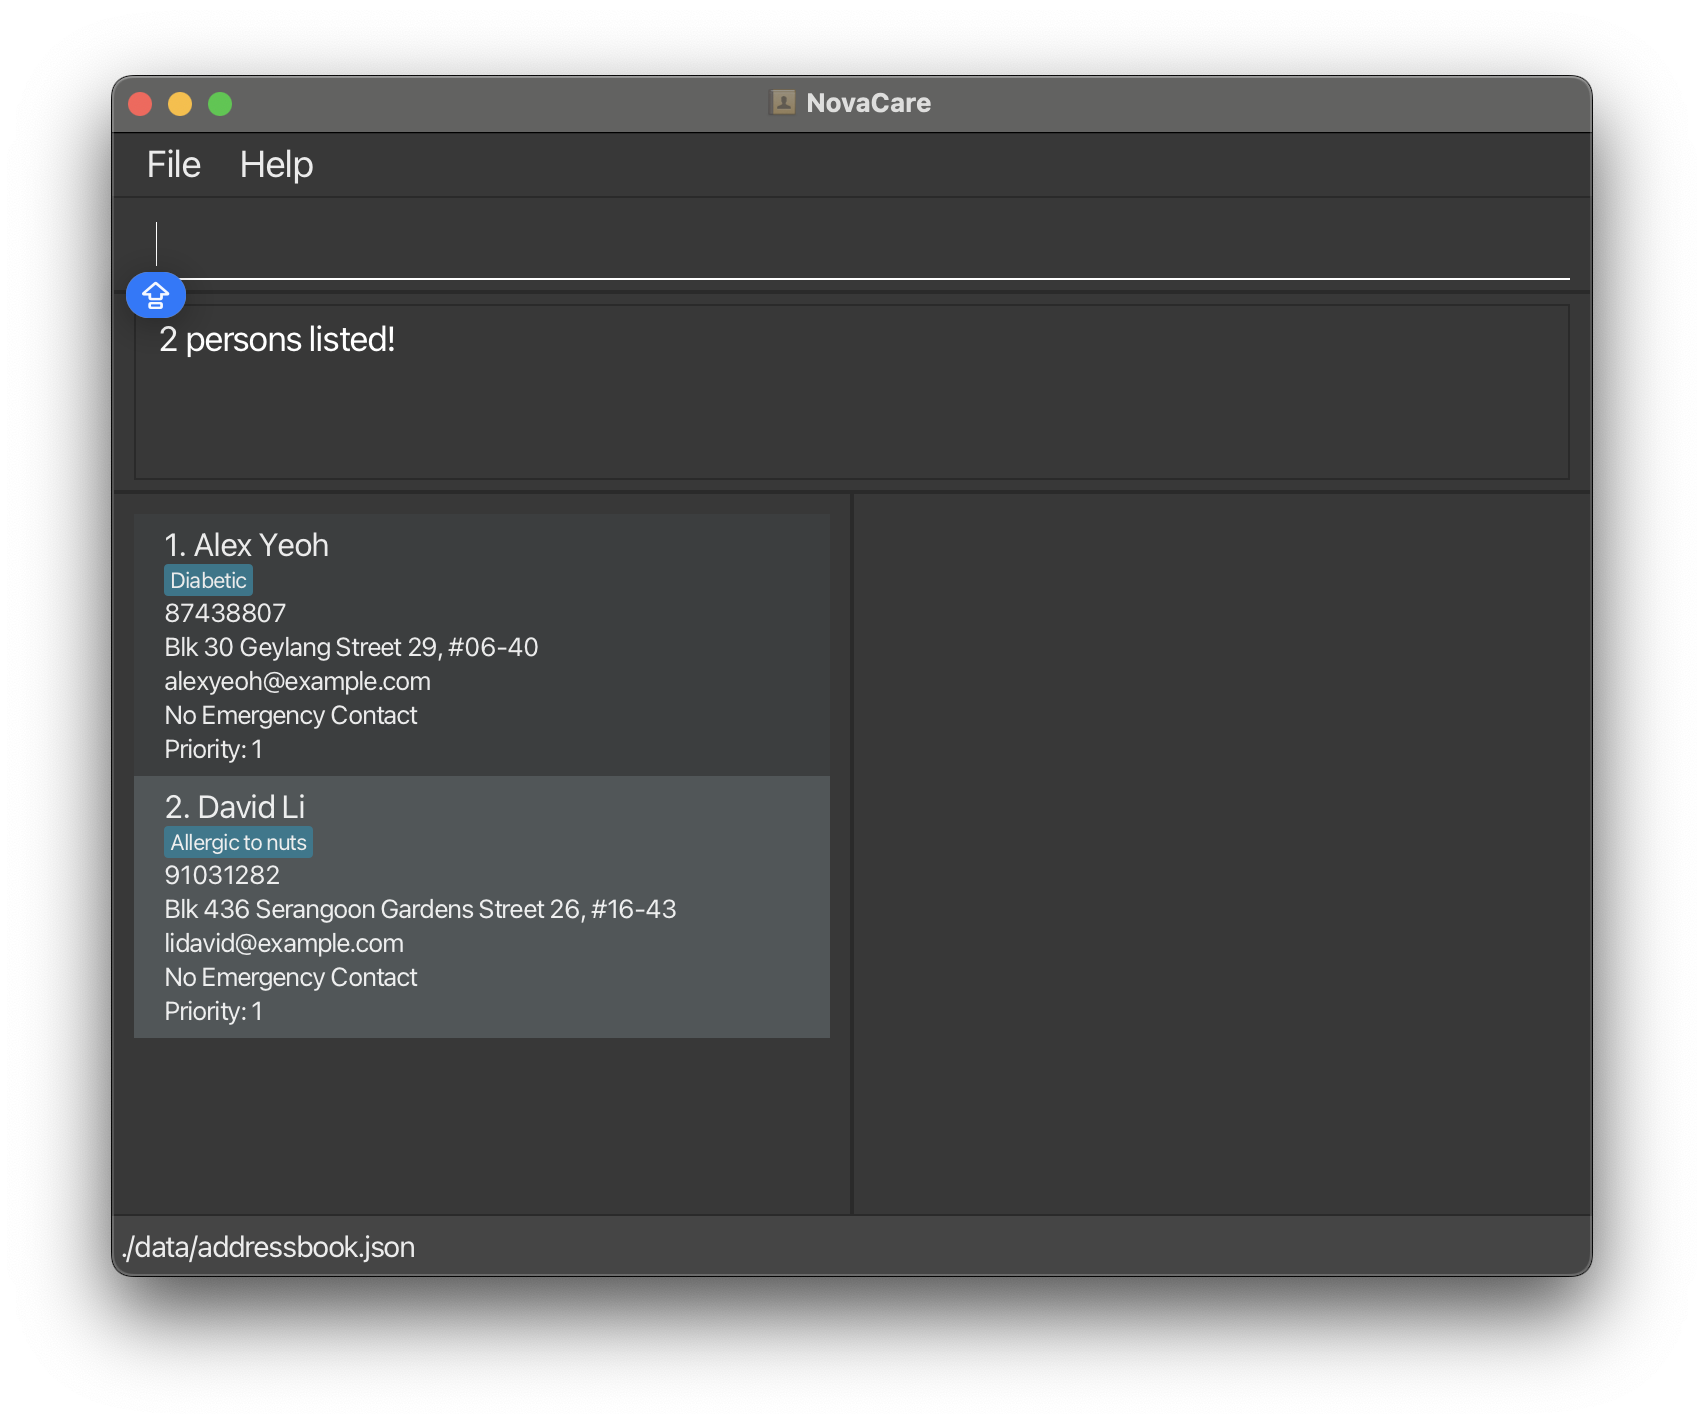 NovaCare
File Help
2 persons listed!
1. Alex Yeoh
Diabetic
87438807
Blk 30 Geylang Street 29, #06-40
alexyeoh@example.com
No Emergency Contact
Priority: 1
2. David Li
Allergic to nuts
91031282
Blk 436 Serangoon Gardens Street 26, #16-43
lidavid@example.com
No Emergency Contact
Priority: 1
./data/addressbook.json